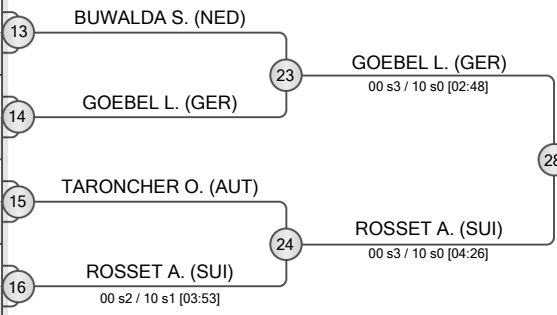 13
BUWALDA S. (NED)
23
GOEBEL L. (GER)
00 s3 / 10 s0 [02:48]
14
GOEBEL L. (GER)
28
15
TARONCHER O. (AUT)
24
ROSSET A. (SUI)
00 s3 / 10 s0 [04:26]
16
ROSSET A. (SUI)
00 s2 / 10 s1 [03:53]